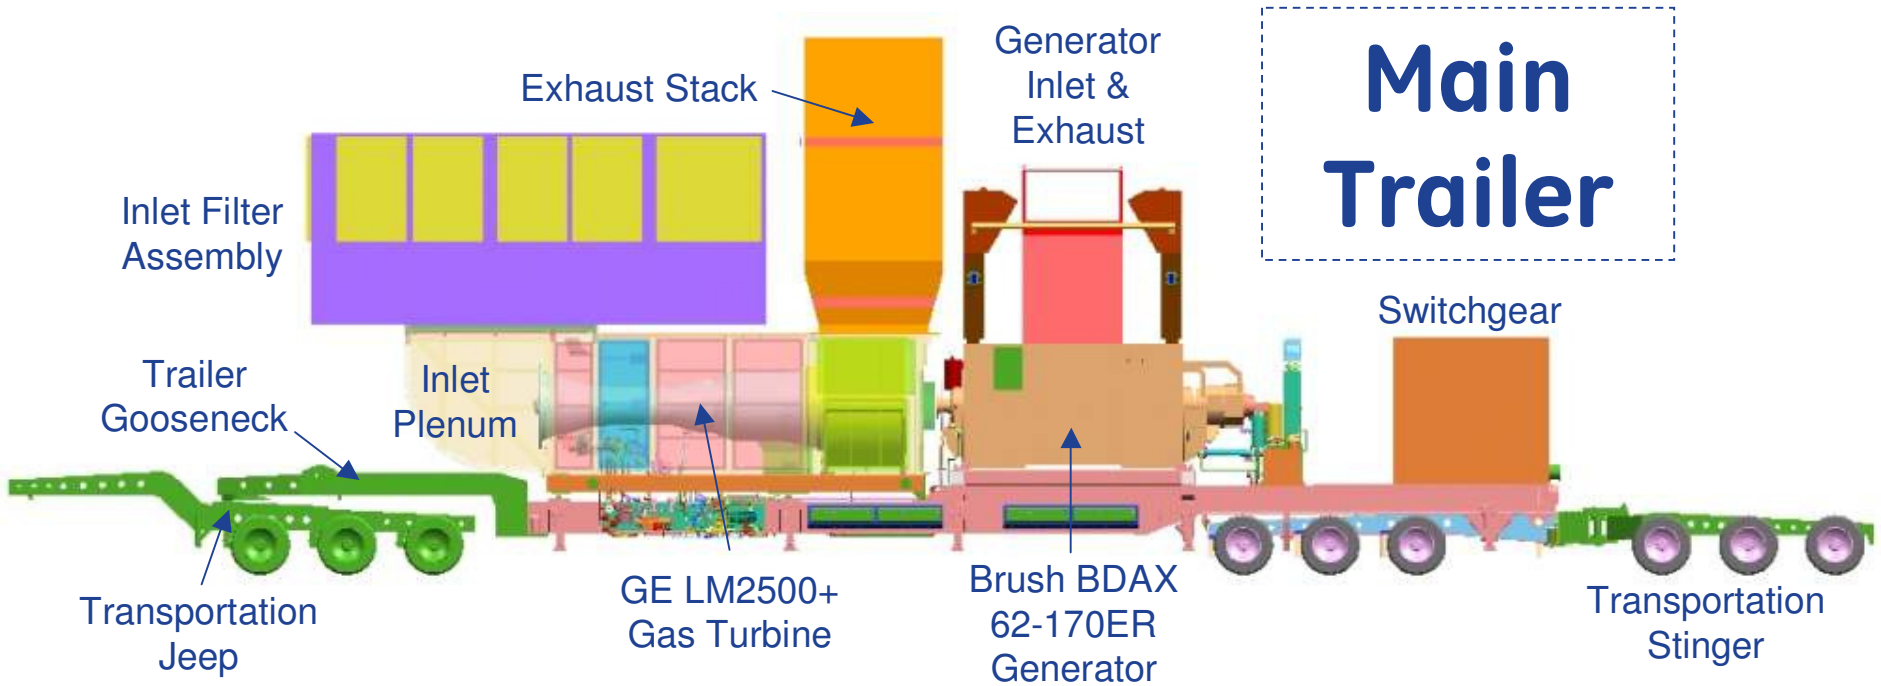 Main
Trailer
Generator
Inlet &
Exhaust
Exhaust Stack
Inlet Filter
Assembly
Switchgear
Trailer
Gooseneck
Inlet
Plenum
Transportation
Jeep
GE LM2500+
Gas Turbine
Brush BDAX
62-170ER
Generator
Transportation
Stinger